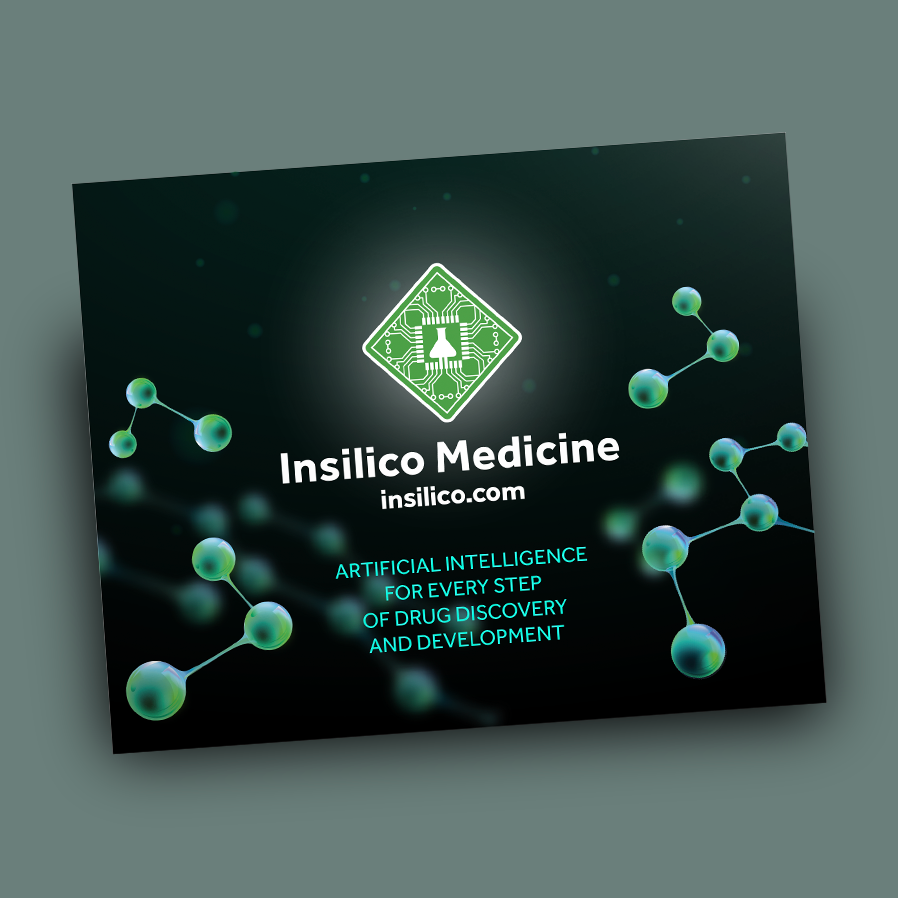 Insilico Medicine
insilico.com
ARTIFICIAL INTELLIGENCE
FOR EVERY STEP
OF DRUG DISCOVERY
AND DEVELOPMENT